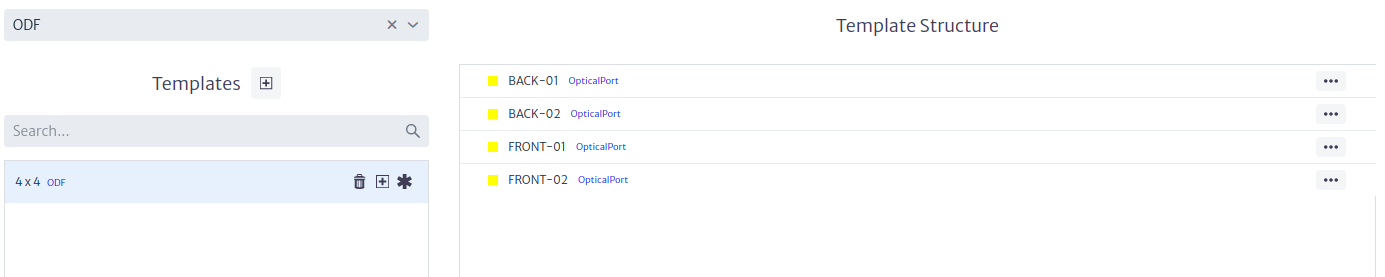 ODF
Templates
Search...
4 x 4 ODF
Template Structure
BACK-01 OpticalPort
BACK-02 OpticalPort
FRONT-01 OpticalPort
FRONT-02 OpticalPort